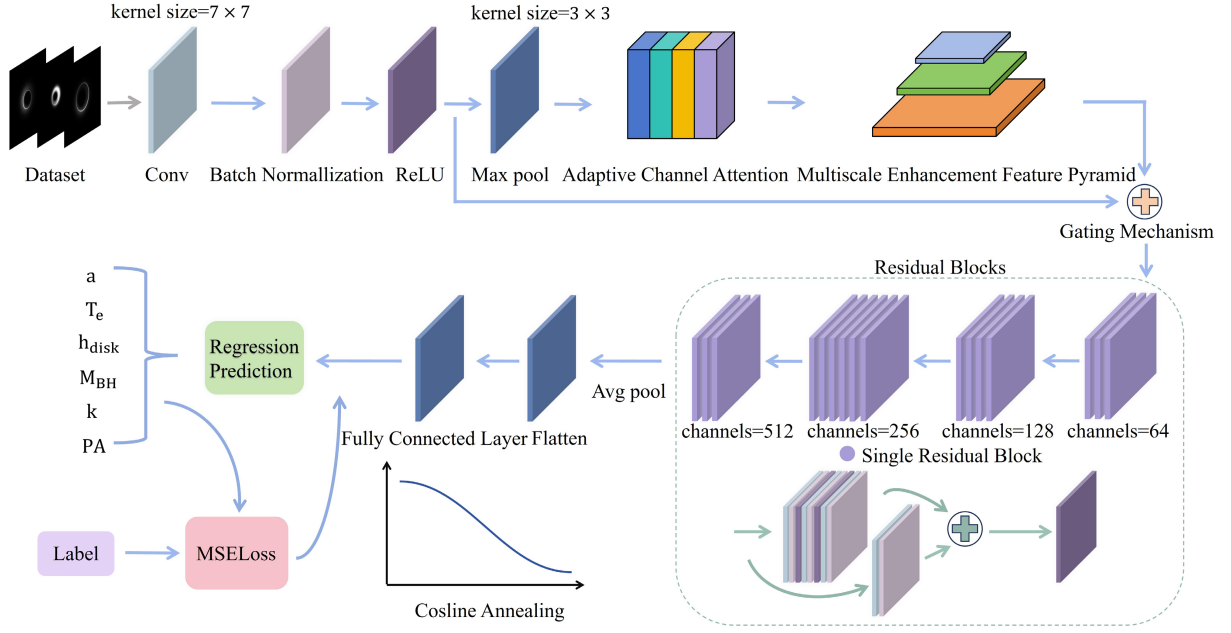 kernel size=7 × 7
kernel size=3 × 3
Dataset
Conv
Batch Normallization
ReLU
Max pool
Adaptive Channel Attention
Multiscale Enhancement Feature Pyramid
Gating Mechanism
Residual Blocks
a
Tₑ
h_disk
M_BH
k
PA
Regression
Prediction
Fully Connected Layer
Flatten
Avg pool
channels=512
channels=256
channels=128
channels=64
Single Residual Block
Label
MSELoss
Cosline Annealing